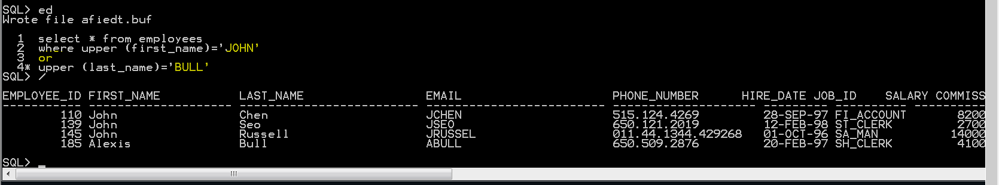 SQL> ed
Wrote file afiedt.buf
1 select * from employees
2 where upper (first_name)='JOHN'
3 or
4* upper (last_name)='BULL'
SQL> /
EMPLOYEE_ID FIRST_NAME LAST_NAME EMAIL PHONE_NUMBER HIRE_DATE JOB_ID SALARY COMMISS
----------- -------------------- ------------------------- ------------------------- -------------------- --------- ---------- ---------- ----------
110 John Chen JCHEN 515.124.4269 28-SEP-97 FI_ACCOUNT 8200
139 John Seo JSEO 650.121.2019 12-FEB-98 ST_CLERK 2700
145 John Russell JRUSSEL 011.44.1344.429268 01-OCT-96 SA_MAN 14000
185 Alexis Bull ABULL 650.509.2876 20-FEB-97 SH_CLERK 4100
SQL> _